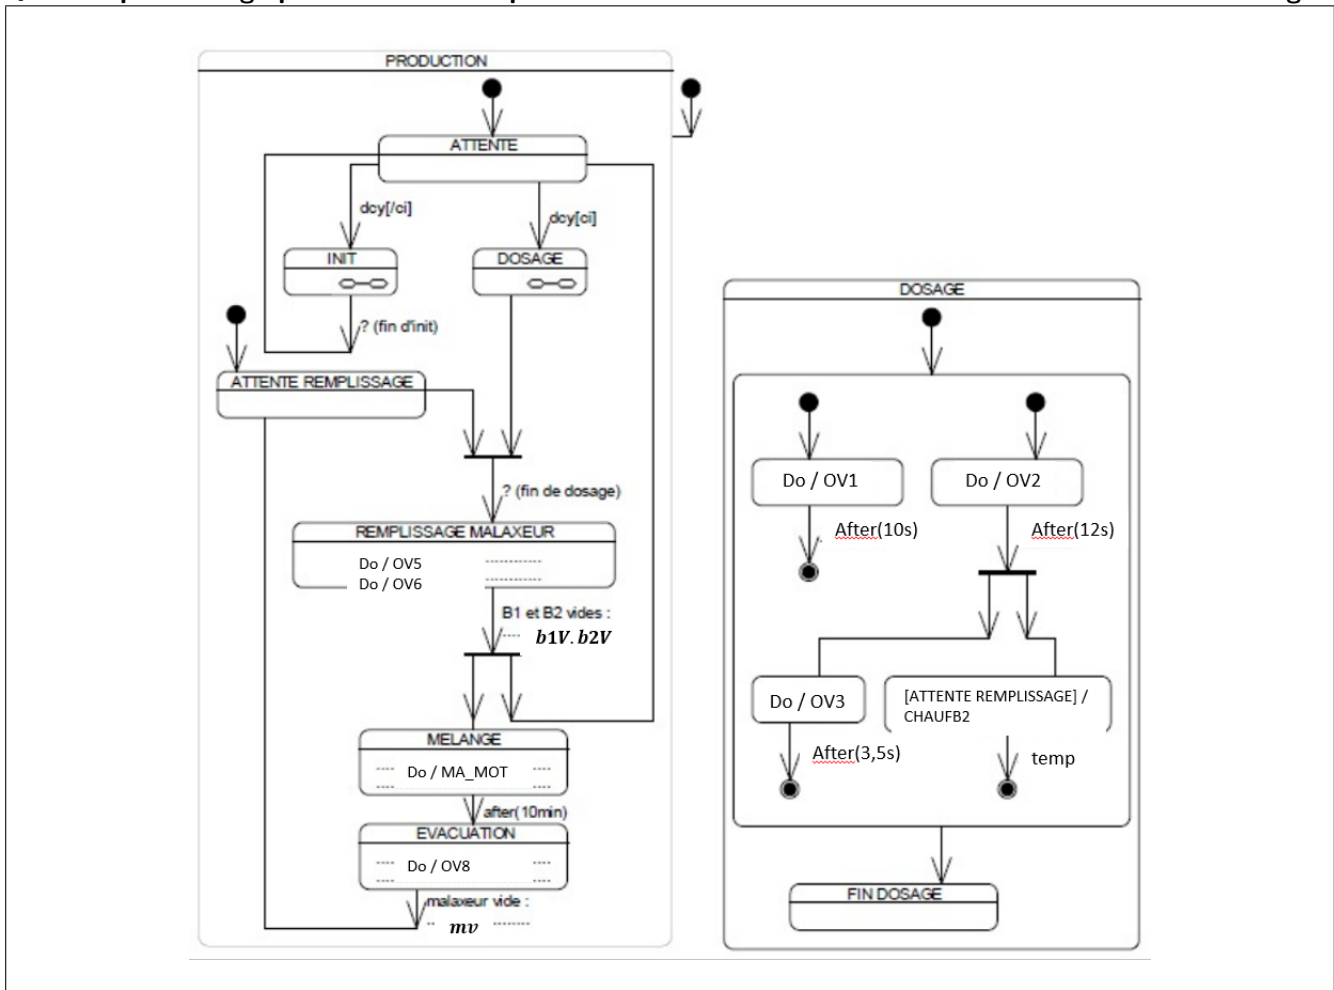 PRODUCTION
ATTENTE
dcy[/ci]
dcy[ci]
INIT
DOSAGE
? (fin d'init)
ATTENTE REMPLISSAGE
? (fin de dosage)
REMPLISSAGE MALAXEUR
Do / OV5
Do / OV6
B1 et B2 vides :
b1V.b2V
MELANGE
Do / MA_MOT
after(10min)
EVACUATION
Do / OV8
malaxeur vide :
mv
DOSAGE
Do / OV1
Do / OV2
After(10s)
After(12s)
Do / OV3
[ATTENTE REMPLISSAGE] /
CHAUFB2
After(3,5s)
temp
FIN DOSAGE